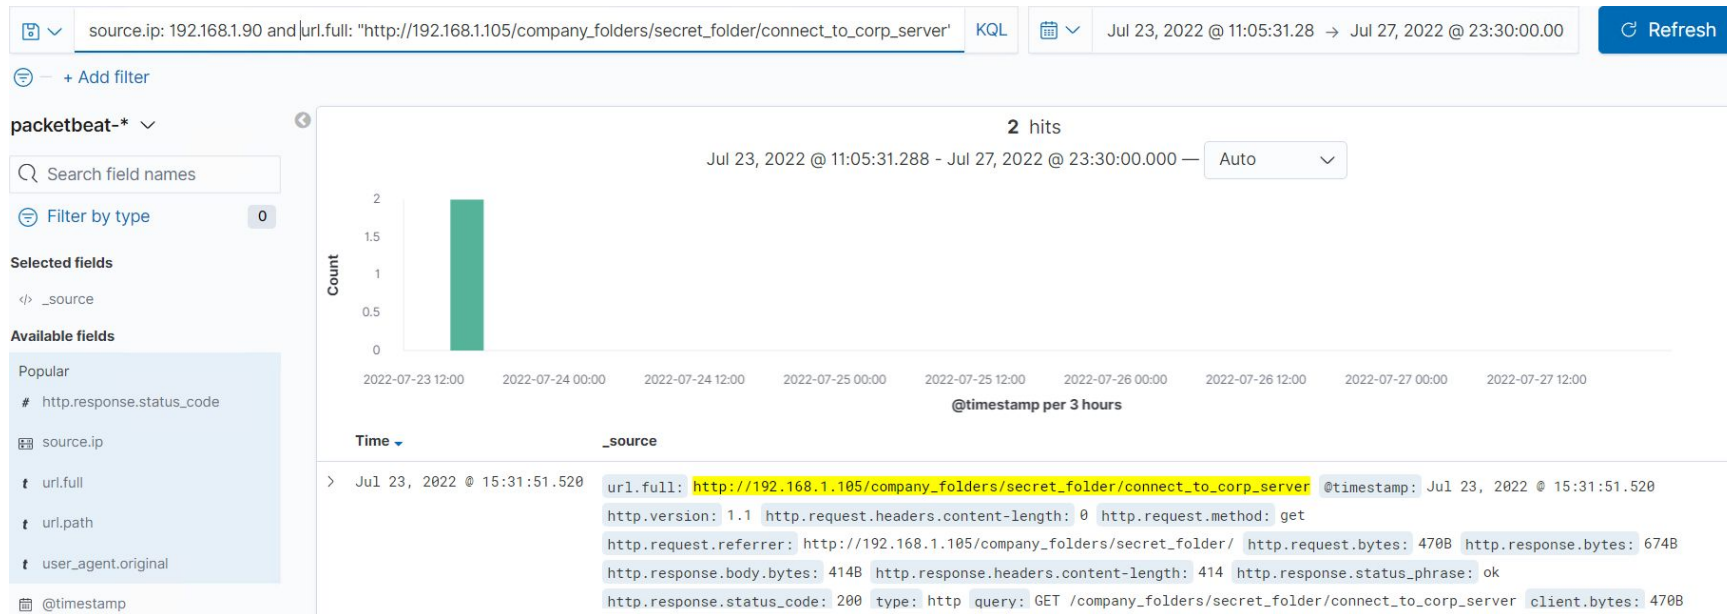 source.ip: 192.168.1.90 and url.full: "http://192.168.1.105/company_folders/secret_folder/connect_to_corp_server" KQL Jul 23, 2022 @ 11:05:31.28 → Jul 27, 2022 @ 23:30:00.00 Refresh
+ Add filter
packetbeat-*
2 hits
Jul 23, 2022 @ 11:05:31.288 - Jul 27, 2022 @ 23:30:00.000 — Auto
Search field names
Filter by type 0
Selected fields
</> _source
Available fields
Popular
# http.response.status_code
source.ip
t url.full
t url.path
t user_agent.original
@timestamp
Count
2
1.5
1
0.5
0
2022-07-23 12:00 2022-07-24 00:00 2022-07-24 12:00 2022-07-25 00:00 2022-07-25 12:00 2022-07-26 00:00 2022-07-26 12:00 2022-07-27 00:00 2022-07-27 12:00
@timestamp per 3 hours
Time _source
> Jul 23, 2022 @ 15:31:51.520 url.full: http://192.168.1.105/company_folders/secret_folder/connect_to_corp_server @timestamp: Jul 23, 2022 @ 15:31:51.520
http.version: 1.1 http.request.headers.content-length: 0 http.request.method: get
http.request.referrer: http://192.168.1.105/company_folders/secret_folder/ http.request.bytes: 470B http.response.bytes: 674B
http.response.body.bytes: 414B http.response.headers.content-length: 414 http.response.status_phrase: ok
http.response.status_code: 200 type: http query: GET /company_folders/secret_folder/connect_to_corp_server client.bytes: 470B